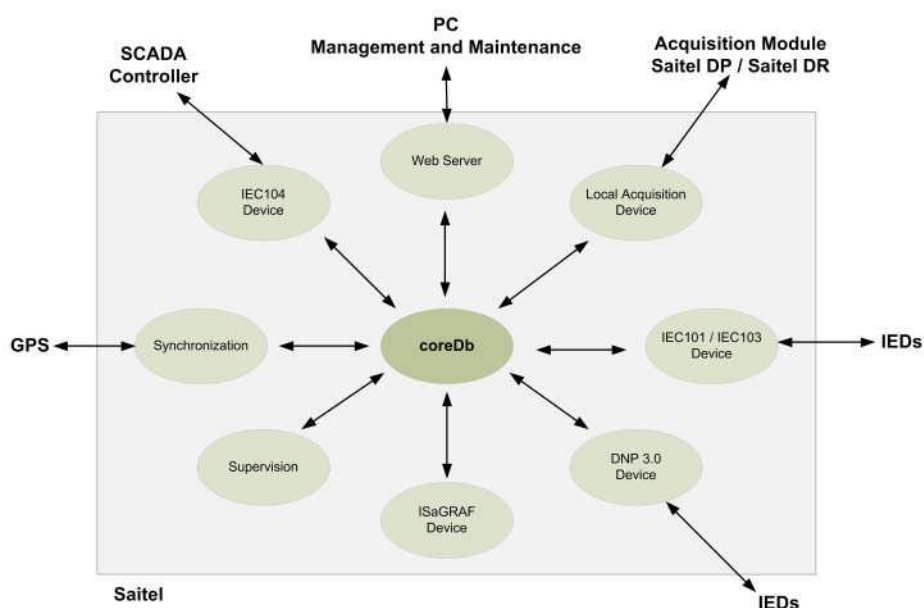 PC
Management and Maintenance
SCADA
Controller
Acquisition Module
Saitel DP / Saitel DR
Web Server
IEC104
Device
Local Acquisition
Device
GPS
Synchronization
coreDb
IEC101 / IEC103
Device
IEDs
Supervision
DNP 3.0
Device
ISaGRAF
Device
Saitel
IEDs